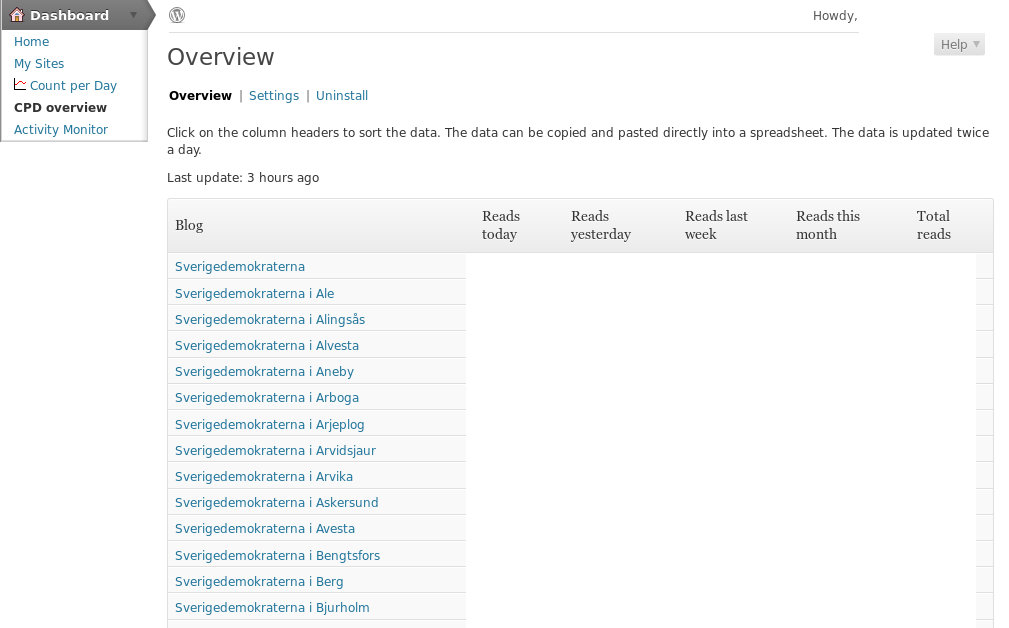 Dashboard
Home
My Sites
Count per Day
CPD overview
Activity Monitor
Howdy,
Help
Overview
Overview | Settings | Uninstall
Click on the column headers to sort the data. The data can be copied and pasted directly into a spreadsheet. The data is updated twice
a day.
Last update: 3 hours ago
Blog Reads today Reads yesterday Reads last week Reads this month Total reads
Sverigedemokraterna
Sverigedemokraterna i Ale
Sverigedemokraterna i Alingsås
Sverigedemokraterna i Alvesta
Sverigedemokraterna i Aneby
Sverigedemokraterna i Arboga
Sverigedemokraterna i Arjeplog
Sverigedemokraterna i Arvidsjaur
Sverigedemokraterna i Arvika
Sverigedemokraterna i Askersund
Sverigedemokraterna i Avesta
Sverigedemokraterna i Bengtsfors
Sverigedemokraterna i Berg
Sverigedemokraterna i Bjurholm